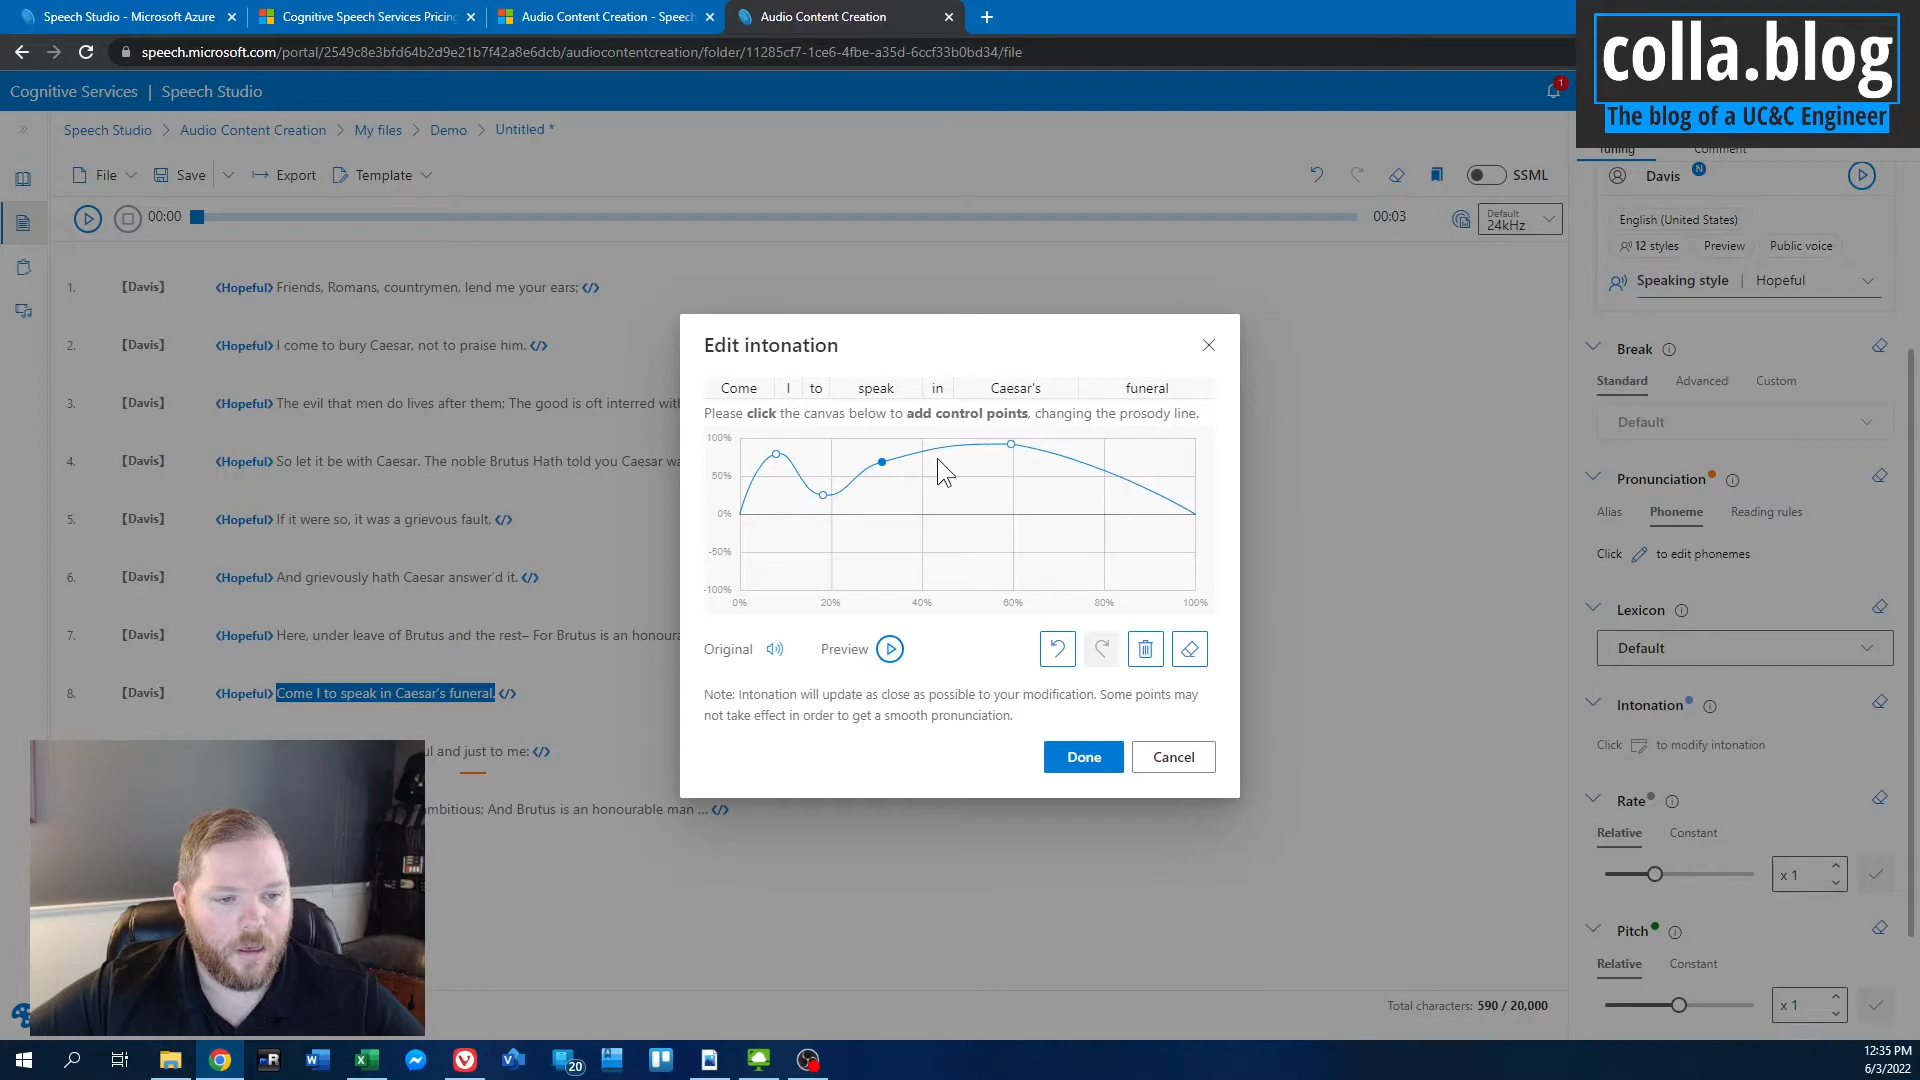 Speech Studio - Microsoft Azure
Cognitive Speech Services Pricing
Audio Content Creation - Speech
Audio Content Creation
speech.microsoft.com/portal/2549c8e3bfd64b2d9e21b7f42a8e6dcb/audiocontentcreation/folder/11285cf7-1ce6-4fbe-a35d-6ccf33b0bd34/file
colla.blog
The blog of a UC&C Engineer
Cognitive Services | Speech Studio
1
Speech Studio > Audio Content Creation > My files > Demo > Untitled *
Tuning Comment
File Save Export Template SSML
Davis N
00:00 00:03 Default 24kHz
English (United States)
12 styles Preview Public voice
Speaking style | Hopeful
1. [Davis] <Hopeful> Friends, Romans, countrymen, lend me your ears; </>
2. [Davis] <Hopeful> I come to bury Caesar, not to praise him. </>
3. [Davis] <Hopeful> The evil that men do lives after them; The good is oft interred with
4. [Davis] <Hopeful> So let it be with Caesar. The noble Brutus Hath told you Caesar wa
5. [Davis] <Hopeful> If it were so, it was a grievous fault, </>
6. [Davis] <Hopeful> And grievously hath Caesar answer'd it. </>
7. [Davis] <Hopeful> Here, under leave of Brutus and the rest– For Brutus is an honoura
8. [Davis] <Hopeful> Come I to speak in Caesar's funeral. </>
ul and just to me: </>
mbitious; And Brutus is an honourable man ... </>
Total characters: 590 / 20,000
Edit intonation
Come I to speak in Caesar's funeral
Please click the canvas below to add control points, changing the prosody line.
100%
50%
0%
-50%
-100%
0% 20% 40% 60% 80% 100%
Original Preview
Note: Intonation will update as close as possible to your modification. Some points may
not take effect in order to get a smooth pronunciation.
Done Cancel
Break
Standard Advanced Custom
Default
Pronunciation
Alias Phoneme Reading rules
Click to edit phonemes
Lexicon
Default
Intonation
Click to modify intonation
Rate
Relative Constant
x 1
Pitch
Relative Constant
x 1
20
12:35 PM
6/3/2022